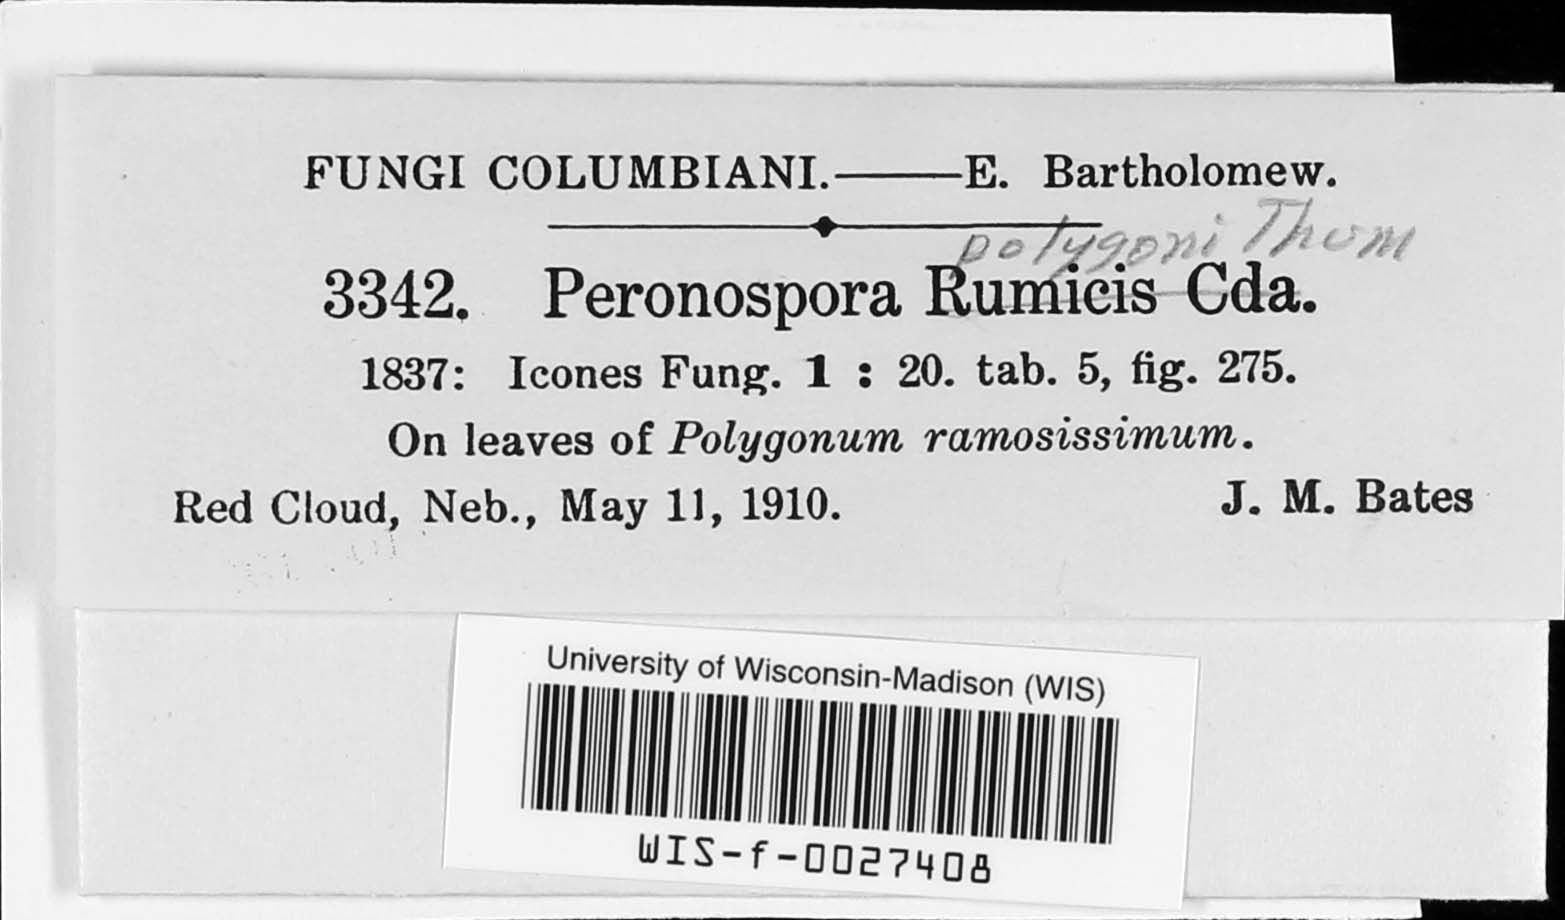 FUNGI COLUMBIANI.——E. Bartholomew.
polygoni Thum
3342. Peronospora Rumicis Cda.
1837: Icones Fung. 1 : 20. tab. 5, fig. 275.
On leaves of Polygonum ramosissimum.
Red Cloud, Neb., May 11, 1910. J. M. Bates
University of Wisconsin-Madison (WIS)
WIS-f-0027408